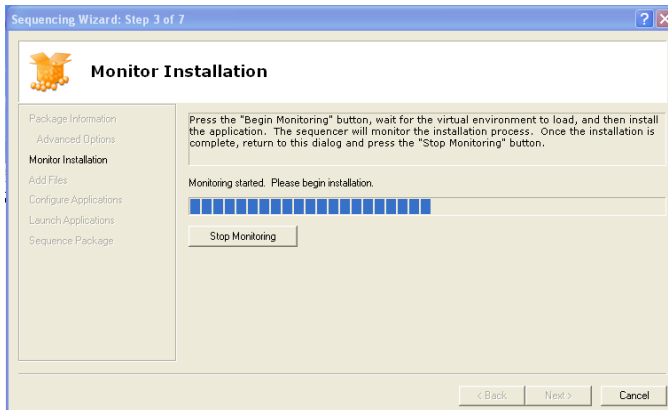 Sequencing Wizard: Step 3 of 7
Monitor Installation
Package Information
Advanced Options
Monitor Installation
Add Files
Configure Applications
Launch Applications
Sequence Package
Press the "Begin Monitoring" button, wait for the virtual environment to load, and then install
the application. The sequencer will monitor the installation process. Once the installation is
complete, return to this dialog and press the "Stop Monitoring" button.
Monitoring started. Please begin installation.
Stop Monitoring
< Back Next > Cancel